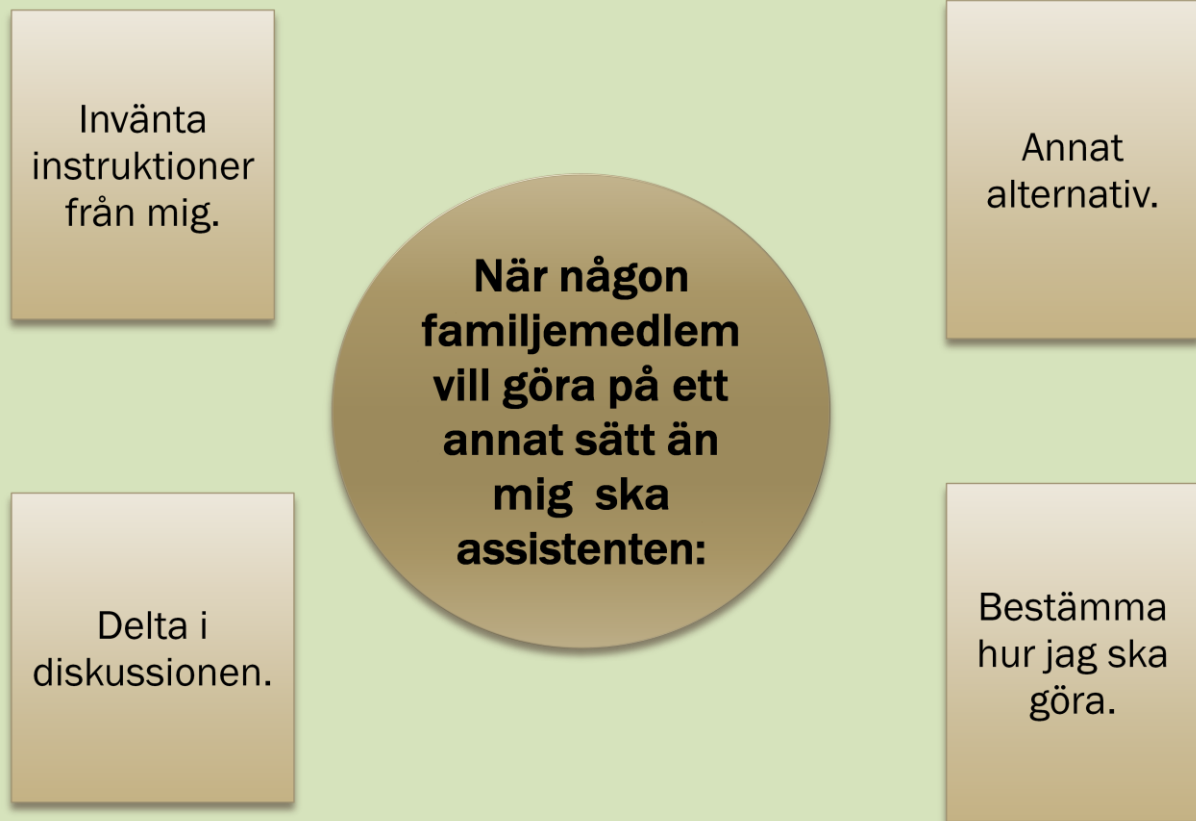 Invänta
instruktioner
från mig.
Annat
alternativ.
När någon
familjemedlem
vill göra på ett
annat sätt än
mig  ska
assistenten:
Delta i
diskussionen.
Bestämma
hur jag ska
göra.